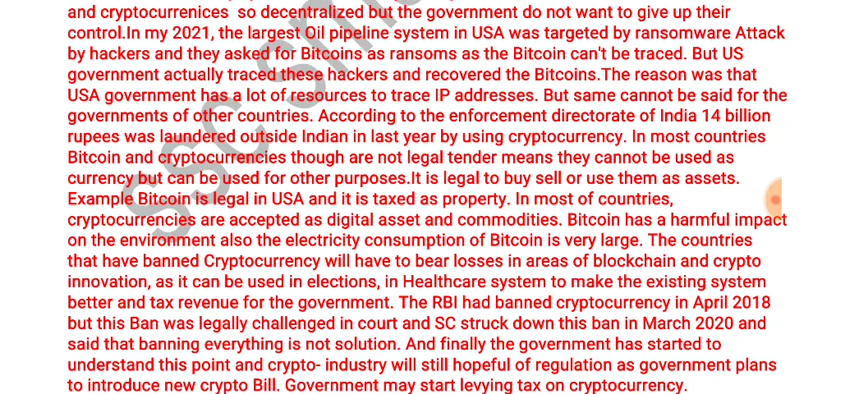 and cryptocurrenices so decentralized but the government do not want to give up their
control.In my 2021, the largest Oil pipeline system in USA was targeted by ransomware Attack
by hackers and they asked for Bitcoins as ransoms as the Bitcoin can't be traced. But US
government actually traced these hackers and recovered the Bitcoins.The reason was that
USA government has a lot of resources to trace IP addresses. But same cannot be said for the
governments of other countries. According to the enforcement directorate of India 14 billion
rupees was laundered outside Indian in last year by using cryptocurrency. In most countries
Bitcoin and cryptocurrencies though are not legal tender means they cannot be used as
currency but can be used for other purposes.It is legal to buy sell or use them as assets.
Example Bitcoin is legal in USA and it is taxed as property. In most of countries,
cryptocurrencies are accepted as digital asset and commodities. Bitcoin has a harmful impact
on the environment also the electricity consumption of Bitcoin is very large. The countries
that have banned Cryptocurrency will have to bear losses in areas of blockchain and crypto
innovation, as it can be used in elections, in Healthcare system to make the existing system
better and tax revenue for the government. The RBI had banned cryptocurrency in April 2018
but this Ban was legally challenged in court and SC struck down this ban in March 2020 and
said that banning everything is not solution. And finally the government has started to
understand this point and crypto- industry will still hopeful of regulation as government plans
to introduce new crypto Bill. Government may start levying tax on cryptocurrency.
ssc